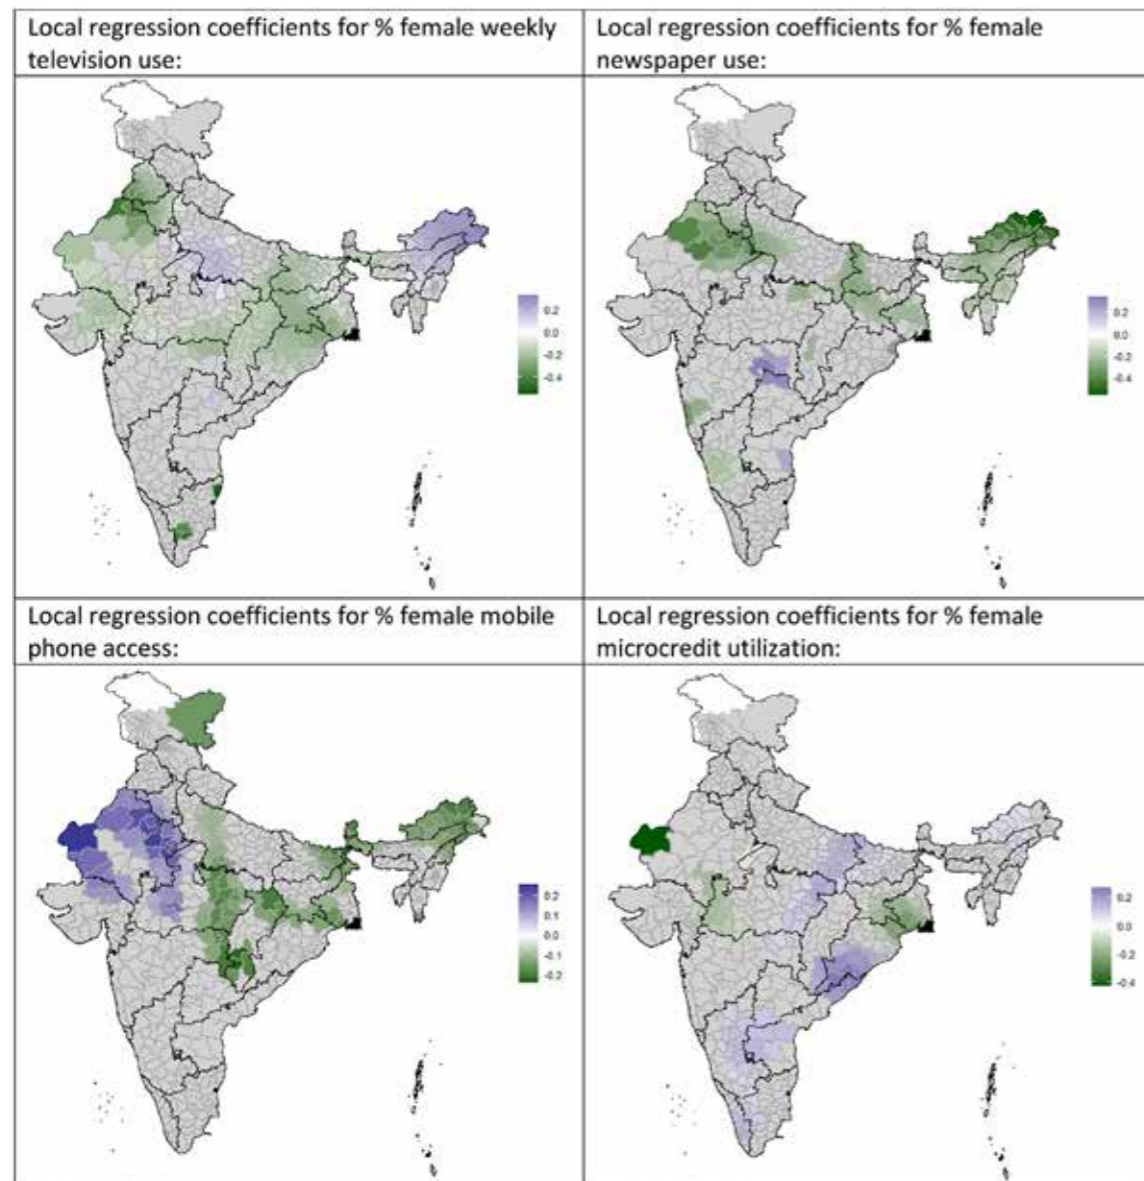 Local regression coefficients for % female weekly
television use:
Local regression coefficients for % female
newspaper use:
0.2
0.0
-0.2
-0.4
0.2
0.0
-0.2
-0.4
Local regression coefficients for % female mobile
phone access:
Local regression coefficients for % female
microcredit utilization:
0.2
0.1
0.0
-0.1
-0.2
0.2
0.0
-0.2
-0.4